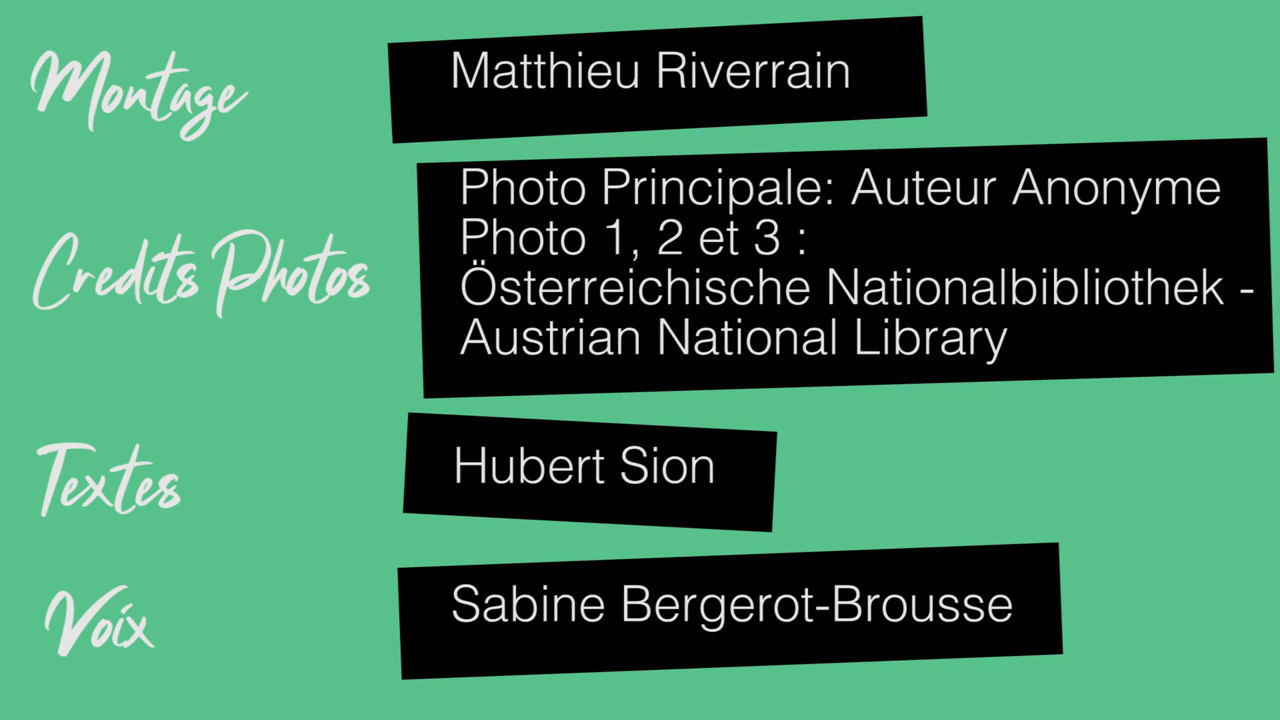 Montage
Matthieu Riverrain
Credits Photos
Photo Principale: Auteur Anonyme
Photo 1, 2 et 3 :
Österreichische Nationalbibliothek -
Austrian National Library
Textes
Hubert Sion
Voix
Sabine Bergerot-Brousse